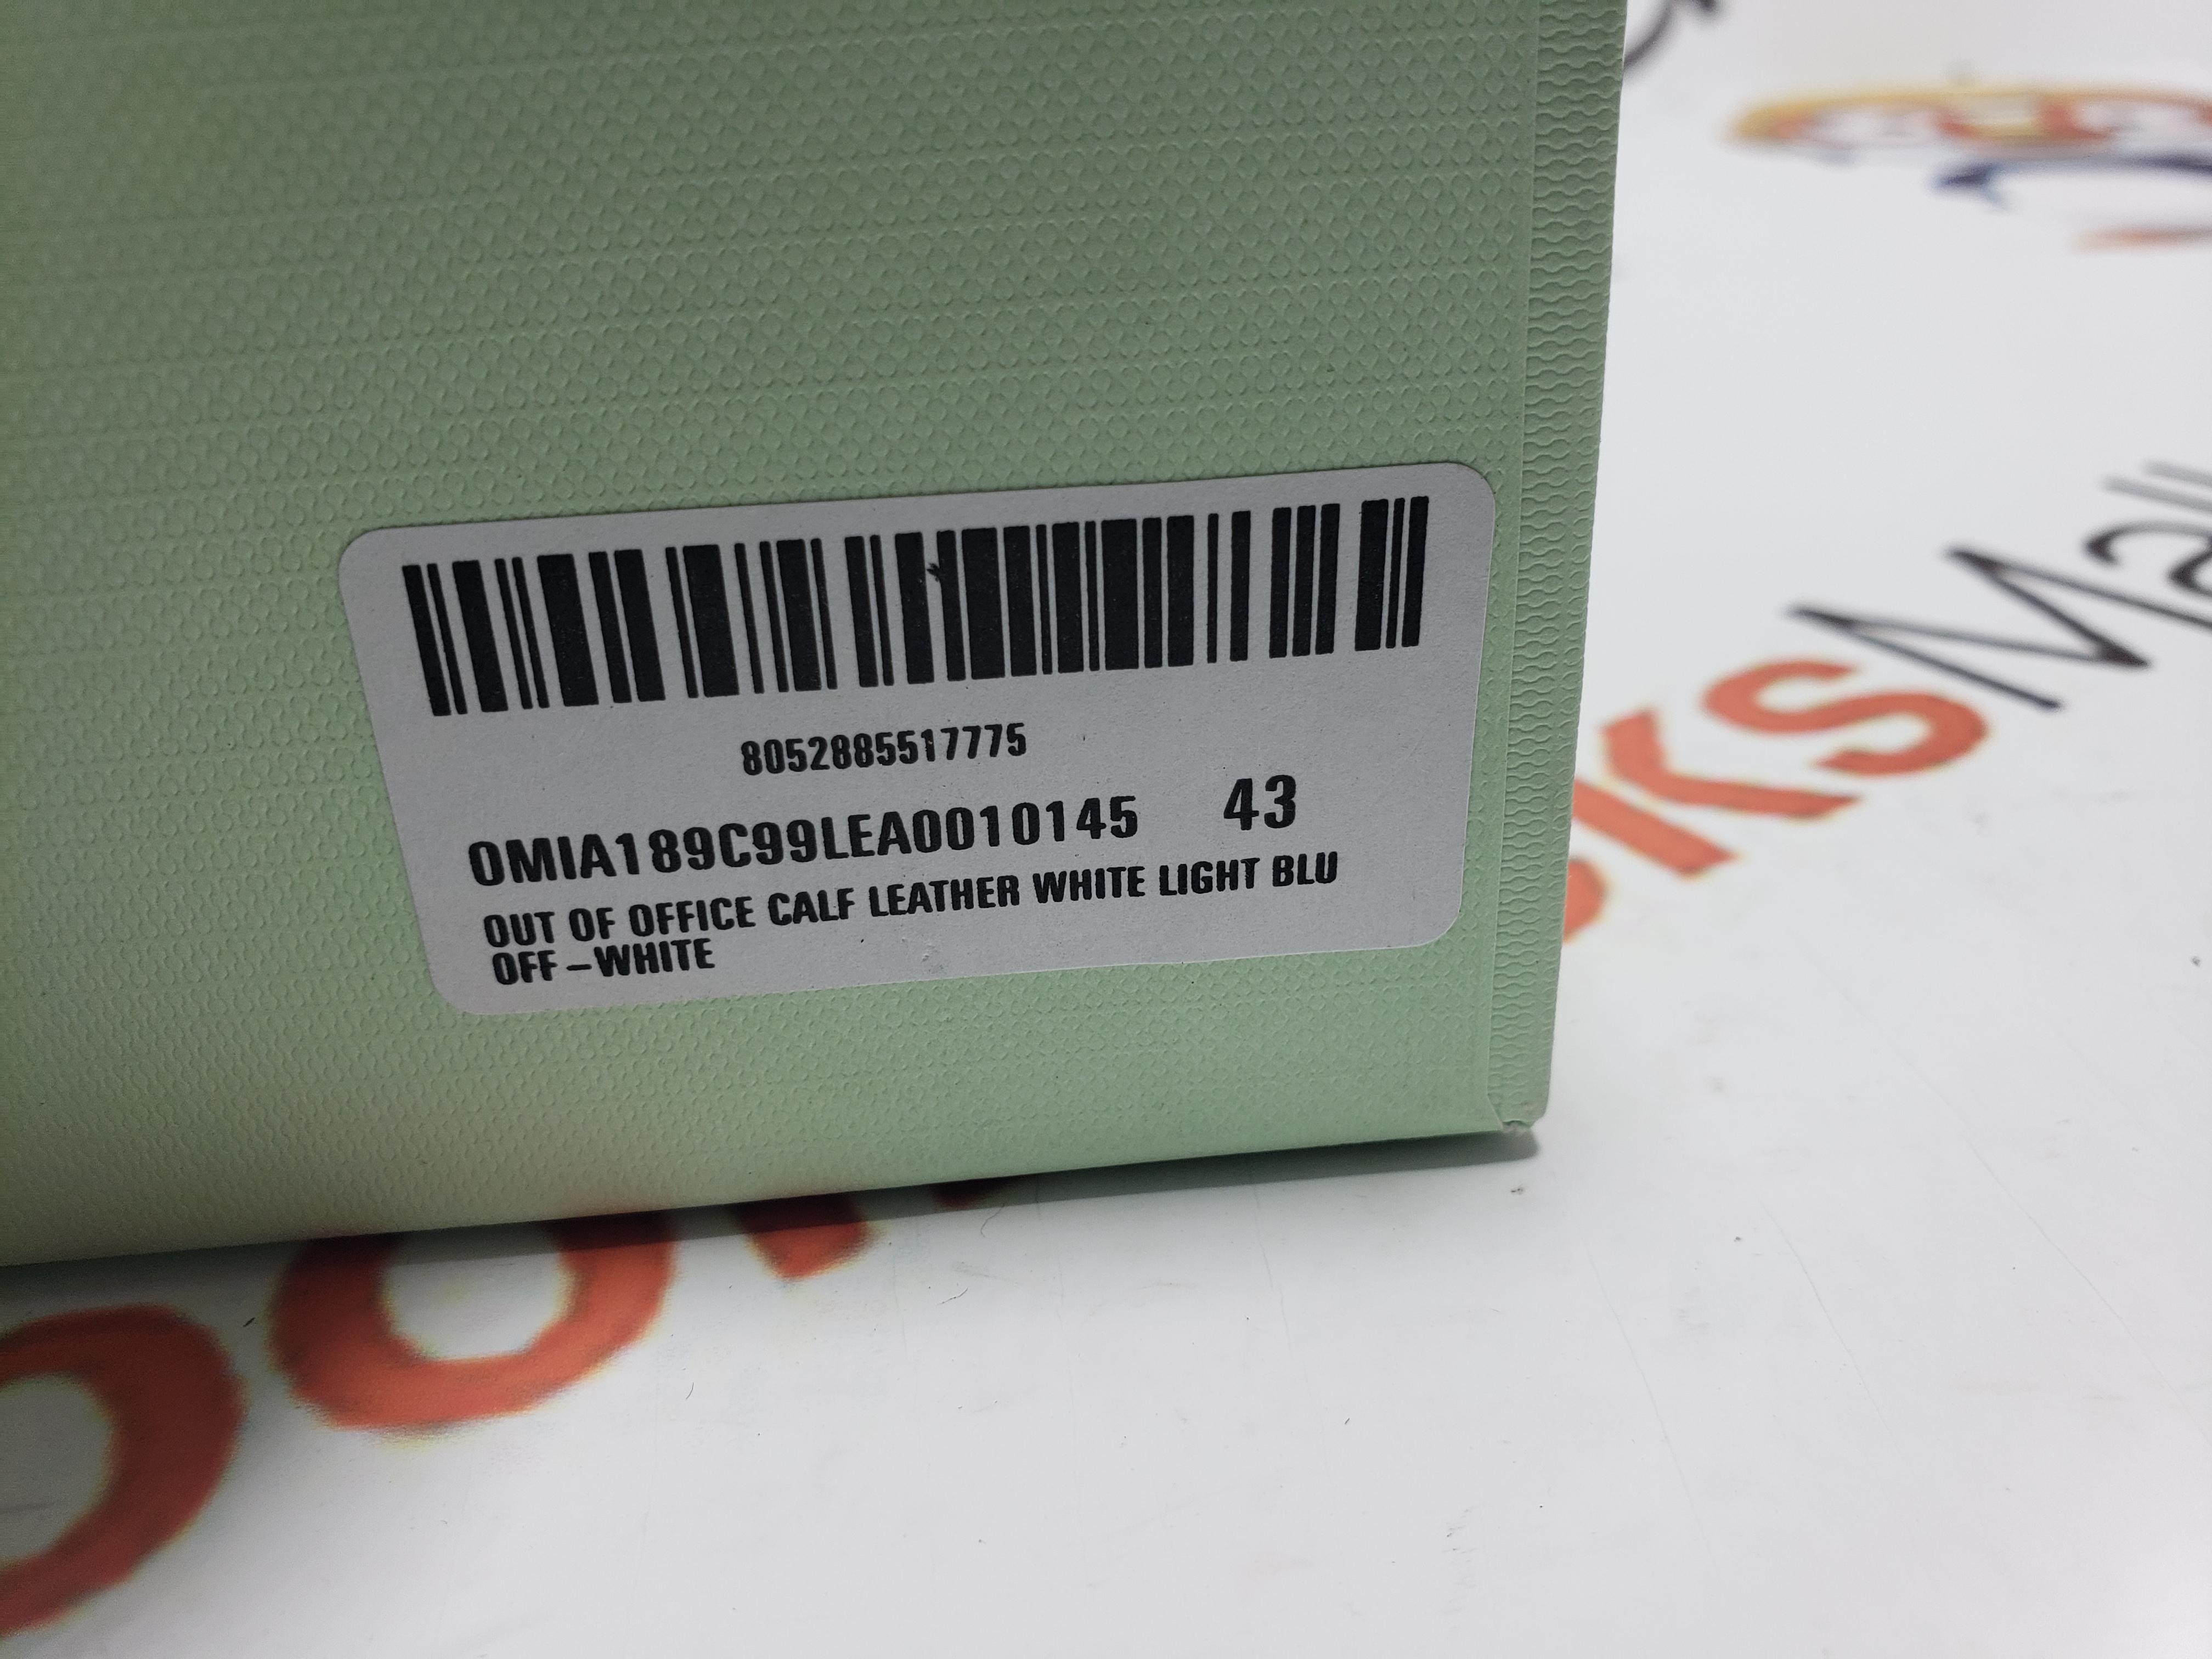 8052885517775
OMIA189C99LEA0010145 43
OUT OF OFFICE CALF LEATHER WHITE LIGHT BLU
OFF-WHITE